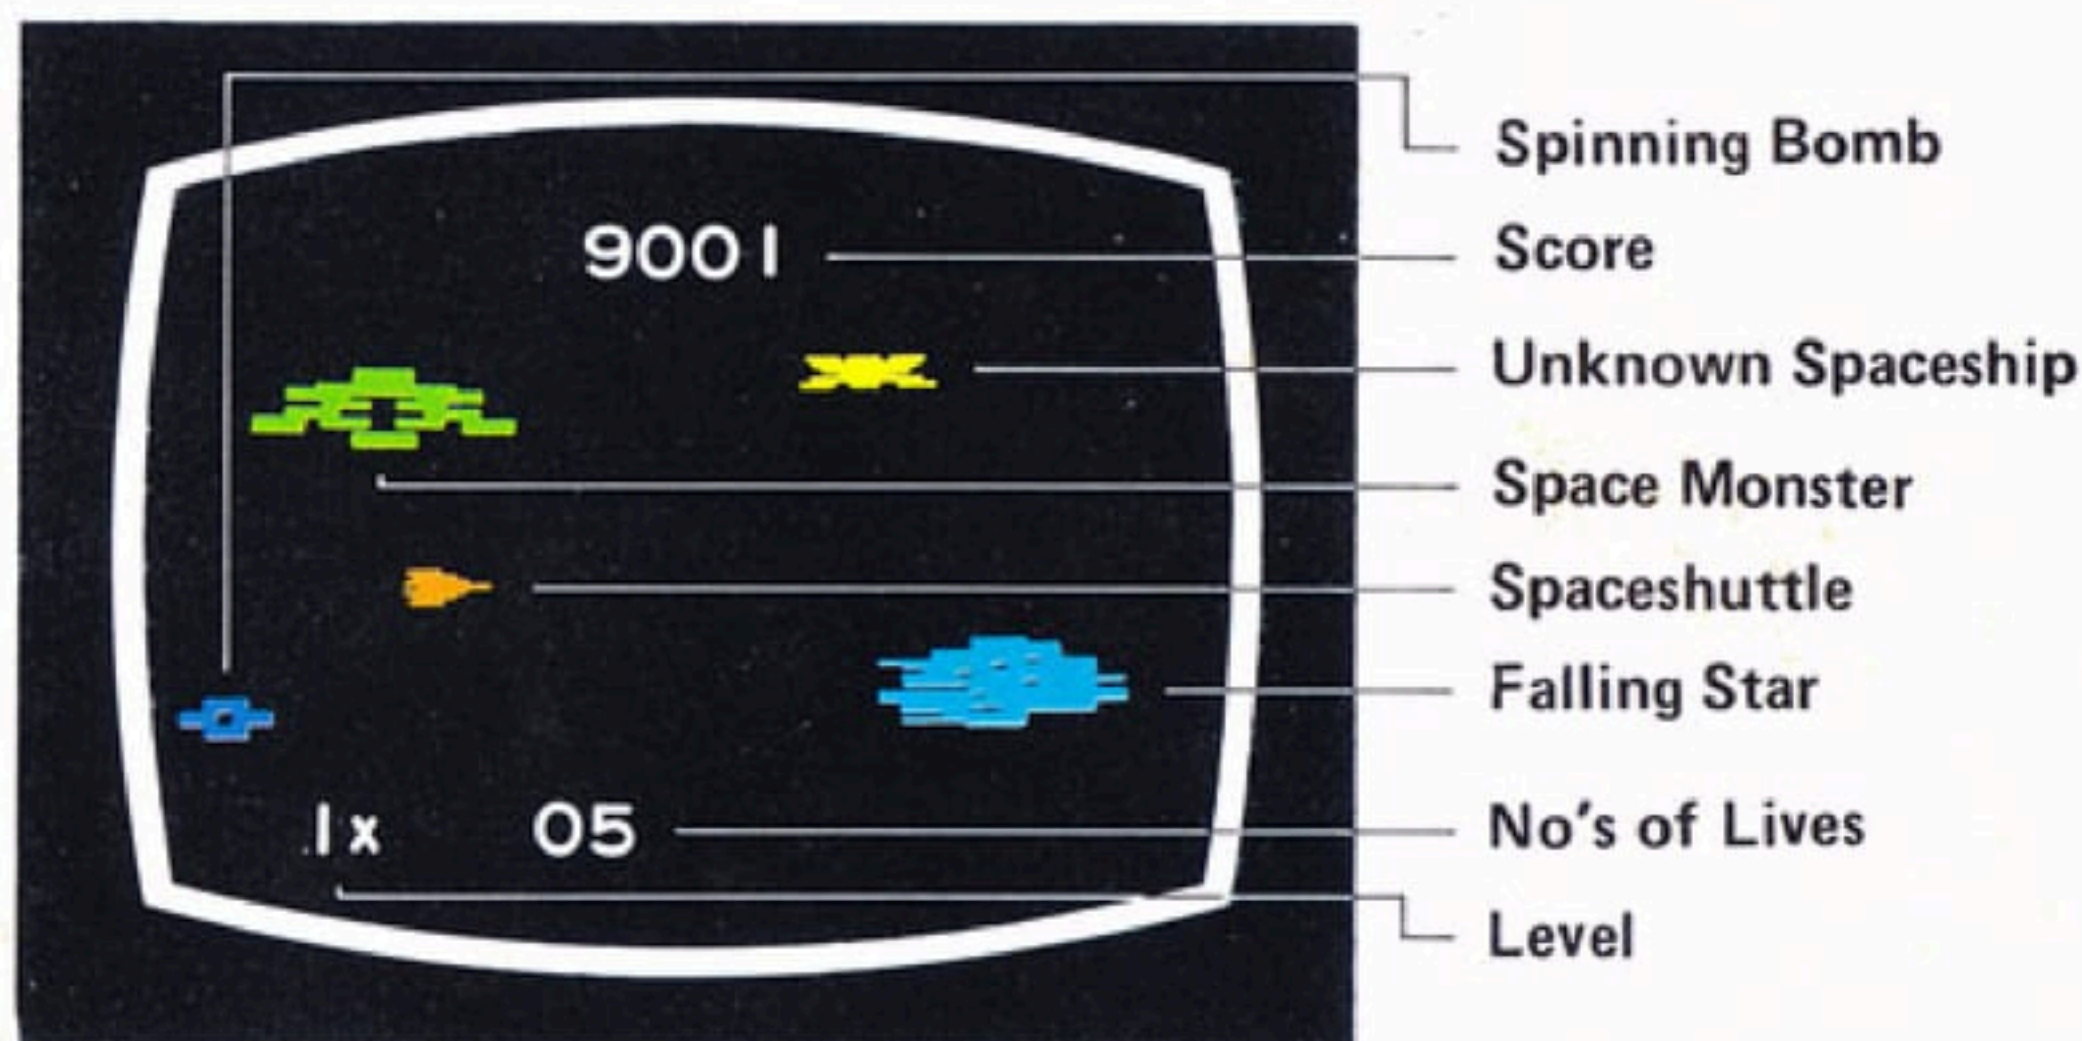 Spinning Bomb
9001
Score
Unknown Spaceship
Space Monster
Spaceshuttle
Falling Star
1x 05
No's of Lives
Level